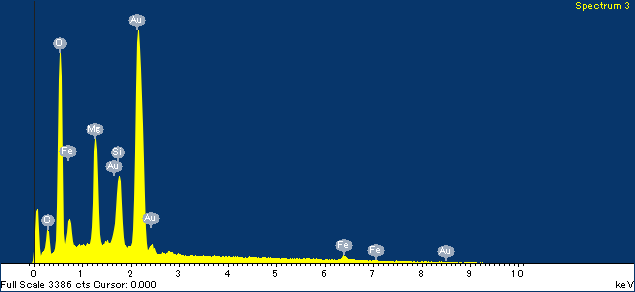 Spectrum 3
Au
O
Mg
Fe
Si
Au
C
Au
Fe
Fe
Au
0 1 2 3 4 5 6 7 8 9 10
Full Scale 3386 cts Cursor: 0.000 keV